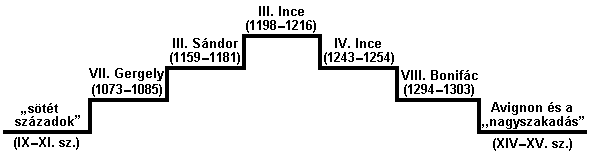 III. Ince
(1198–1216)
III. Sándor
(1159–1181)
IV. Ince
(1243–1254)
VII. Gergely
(1073–1085)
VIII. Bonifác
(1294–1303)
„sötét
századok”
(IX–XI. sz.)
Avignon és a
„nagyszakadás”
(XIV–XV. sz.)